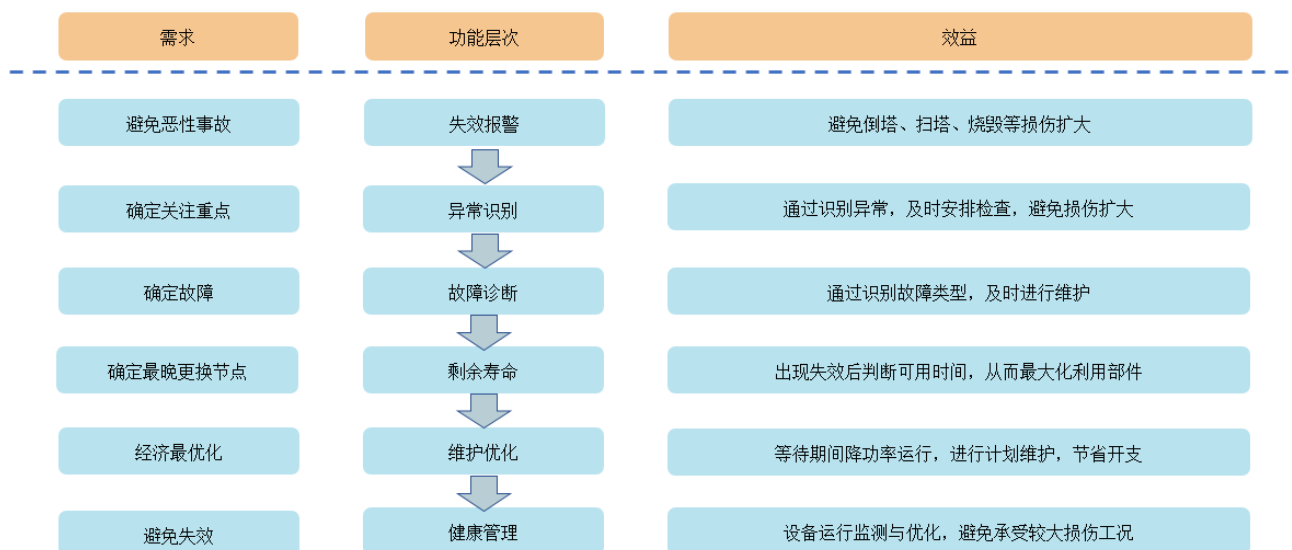 需求
功能层次
效益
避免恶性事故
失效报警
避免倒塔、扫塔、烧毁等损伤扩大
确定关注重点
异常识别
通过识别异常，及时安排检查，避免损伤扩大
确定故障
故障诊断
通过识别故障类型，及时进行维护
确定最晚更换节点
剩余寿命
出现失效后判断可用时间，从而最大化利用部件
经济最优化
维护优化
等待期间降功率运行，进行计划维护，节省开支
避免失效
健康管理
设备运行监测与优化，避免承受较大损伤工况